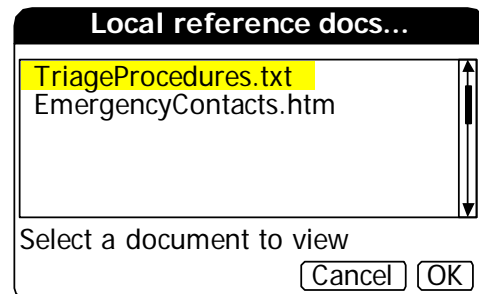 Local reference docs...
TriageProcedures.txt
EmergencyContacts.htm
Select a document to view
Cancel OK